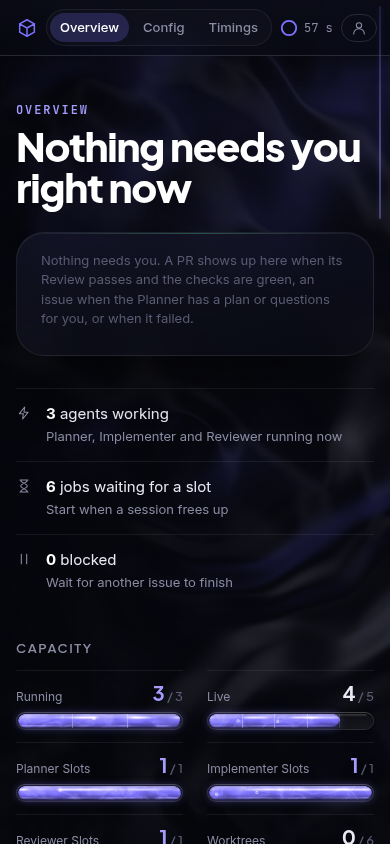 Overview Config Timings 57 s
OVERVIEW
Nothing needs you
right now
Nothing needs you. A PR shows up here when its
Review passes and the checks are green, an
issue when the Planner has a plan or questions
for you, or when it failed.
3 agents working
Planner, Implementer and Reviewer running now
6 jobs waiting for a slot
Start when a session frees up
0 blocked
Wait for another issue to finish
CAPACITY
Running 3/3 Live 4/5
Planner Slots 1/1 Implementer Slots 1/1
Reviewer Slots 1/1 Worktrees 0/6